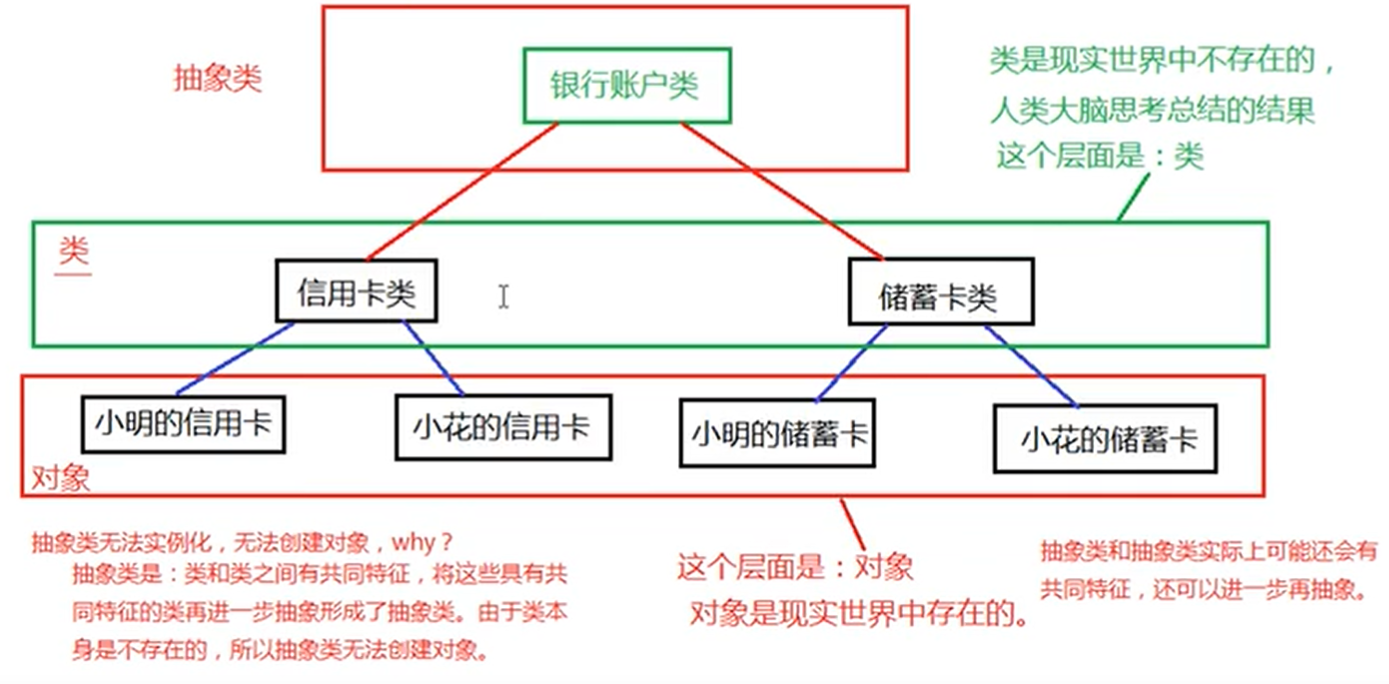 抽象类
银行账户类
类是现实世界中不存在的，
人类大脑思考总结的结果
这个层面是：类
类
信用卡类
储蓄卡类
小明的信用卡
小花的信用卡
小明的储蓄卡
小花的储蓄卡
对象
抽象类无法实例化，无法创建对象，why？
抽象类是：类和类之间有共同特征，将这些具有共
同特征的类再进一步抽象形成了抽象类。由于类本
身是不存在的，所以抽象类无法创建对象。
这个层面是：对象
对象是现实世界中存在的。
抽象类和抽象类实际上可能还会有
共同特征，还可以进一步再抽象。